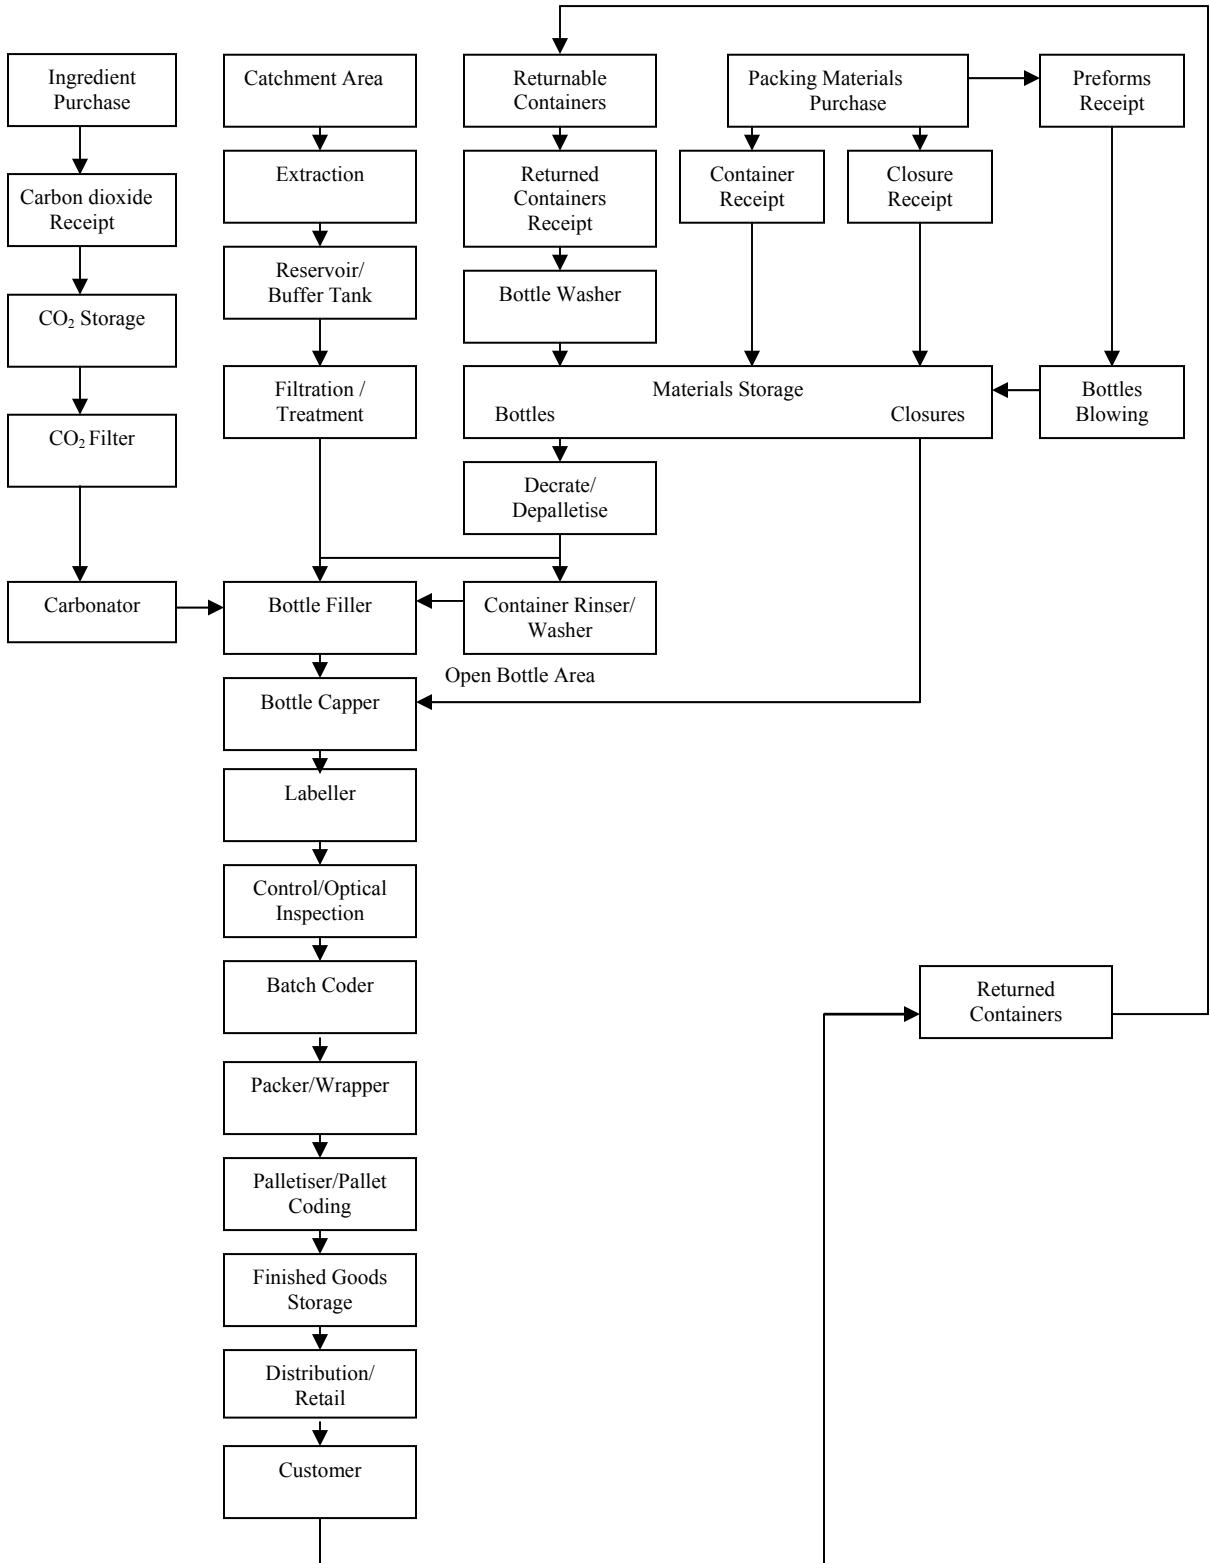 Ingredient
Purchase
Catchment Area
Returnable
Containers
Packing Materials
Purchase
Preforms
Receipt
Carbon dioxide
Receipt
Extraction
Returned
Containers
Receipt
Container
Receipt
Closure
Receipt
CO₂ Storage
Reservoir/
Buffer Tank
Bottle Washer
CO₂ Filter
Filtration /
Treatment
Materials Storage
Bottles
Closures
Bottles
Blowing
Decrate/
Depalletise
Carbonator
Bottle Filler
Container Rinser/
Washer
Open Bottle Area
Bottle Capper
Labeller
Control/Optical
Inspection
Batch Coder
Returned
Containers
Packer/Wrapper
Palletiser/Pallet
Coding
Finished Goods
Storage
Distribution/
Retail
Customer